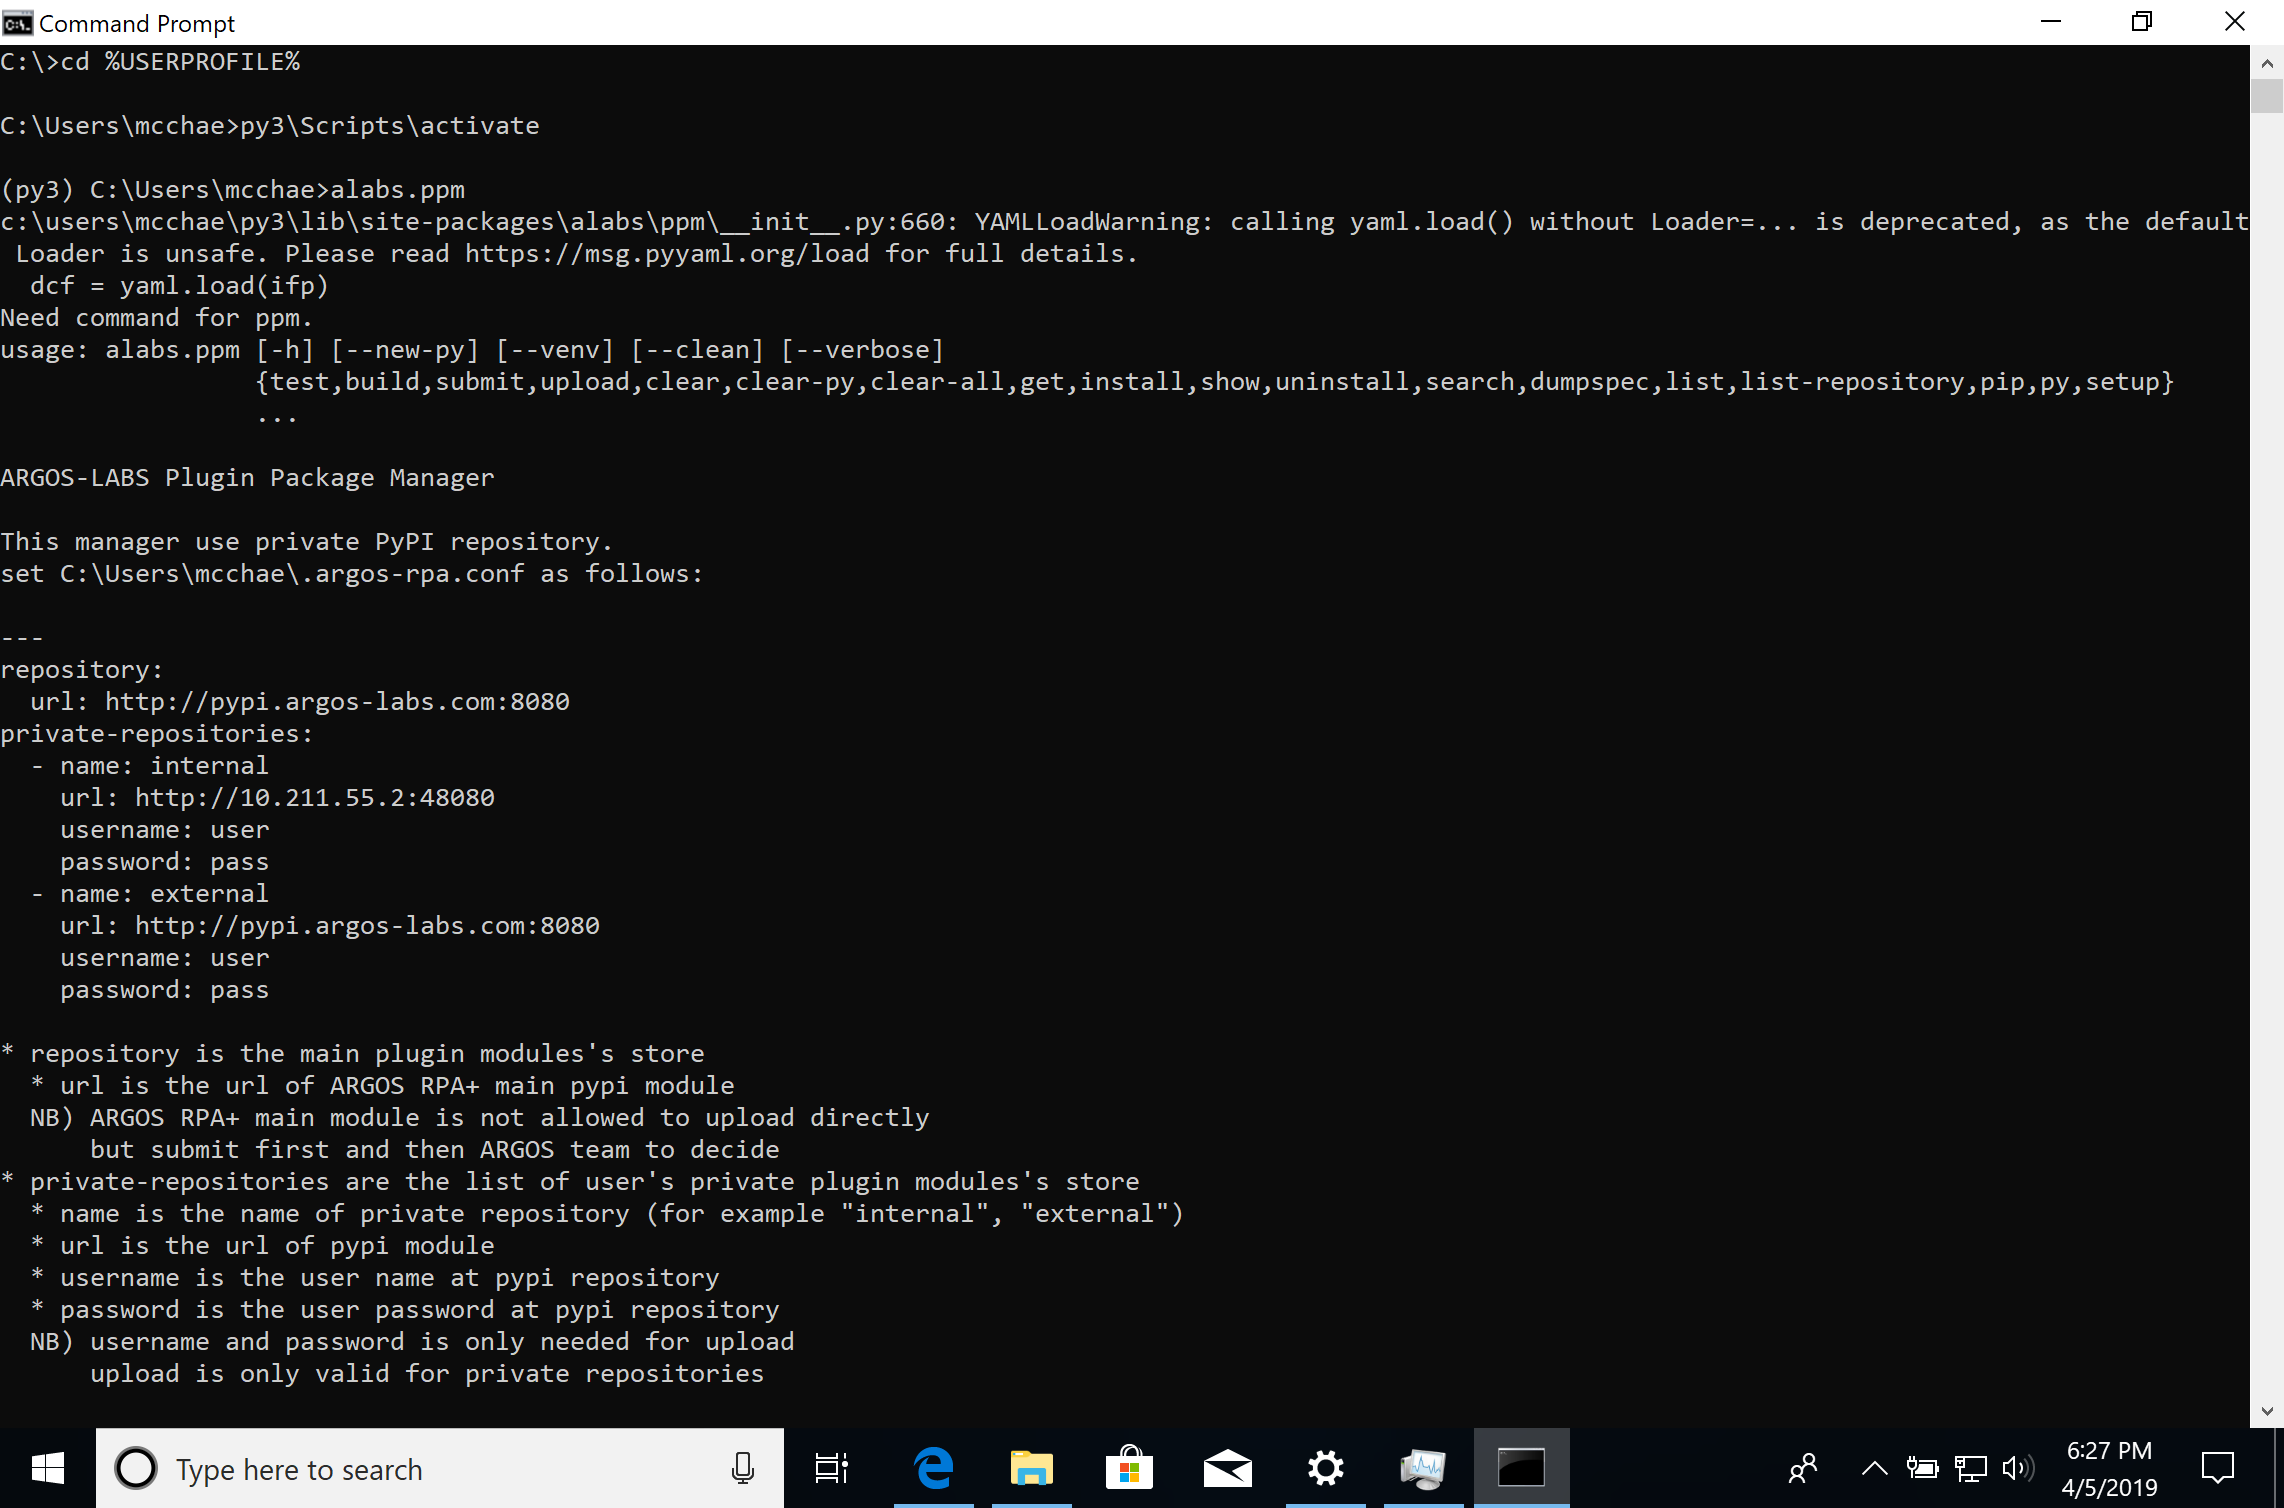 Command Prompt
C:\>cd %USERPROFILE%
C:\Users\mcchae>py3\Scripts\activate
(py3) C:\Users\mcchae>alabs.ppm
c:\users\mcchae\py3\lib\site-packages\alabs\ppm\__init__.py:660: YAMLLoadWarning: calling yaml.load() without Loader=... is deprecated, as the default
 Loader is unsafe. Please read https://msg.pyyaml.org/load for full details.
  dcf = yaml.load(ifp)
Need command for ppm.
usage: alabs.ppm [-h] [--new-py] [--venv] [--clean] [--verbose]
                 {test,build,submit,upload,clear,clear-py,clear-all,get,install,show,uninstall,search,dumpspec,list,list-repository,pip,py,setup}
                 ...
ARGOS-LABS Plugin Package Manager
This manager use private PyPI repository.
set C:\Users\mcchae\.argos-rpa.conf as follows:
---
repository:
  url: http://pypi.argos-labs.com:8080
private-repositories:
  - name: internal
    url: http://10.211.55.2:48080
    username: user
    password: pass
  - name: external
    url: http://pypi.argos-labs.com:8080
    username: user
    password: pass
* repository is the main plugin modules's store
  * url is the url of ARGOS RPA+ main pypi module
  NB) ARGOS RPA+ main module is not allowed to upload directly
      but submit first and then ARGOS team to decide
* private-repositories are the list of user's private plugin modules's store
  * name is the name of private repository (for example "internal", "external")
  * url is the url of pypi module
  * username is the user name at pypi repository
  * password is the user password at pypi repository
  NB) username and password is only needed for upload
      upload is only valid for private repositories
Type here to search
6:27 PM
4/5/2019